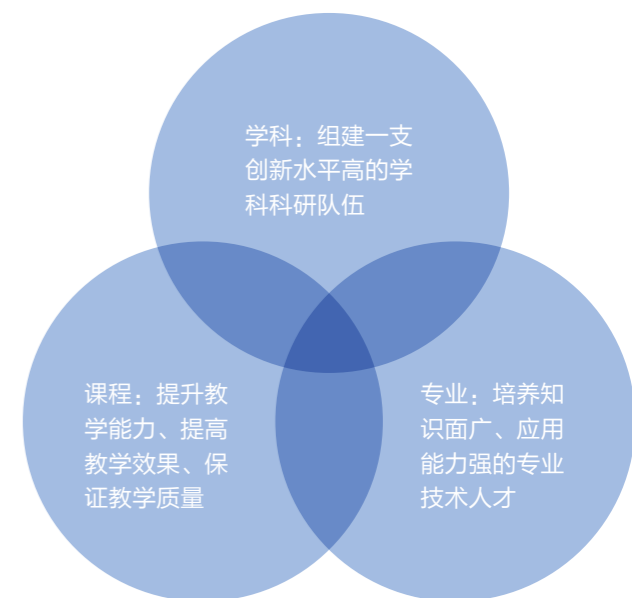 学科：组建一支
创新水平高的学
科科研队伍
课程：提升教
学能力、提高
教学效果、保
证教学质量
专业：培养知
识面广、应用
能力强的专业
技术人才